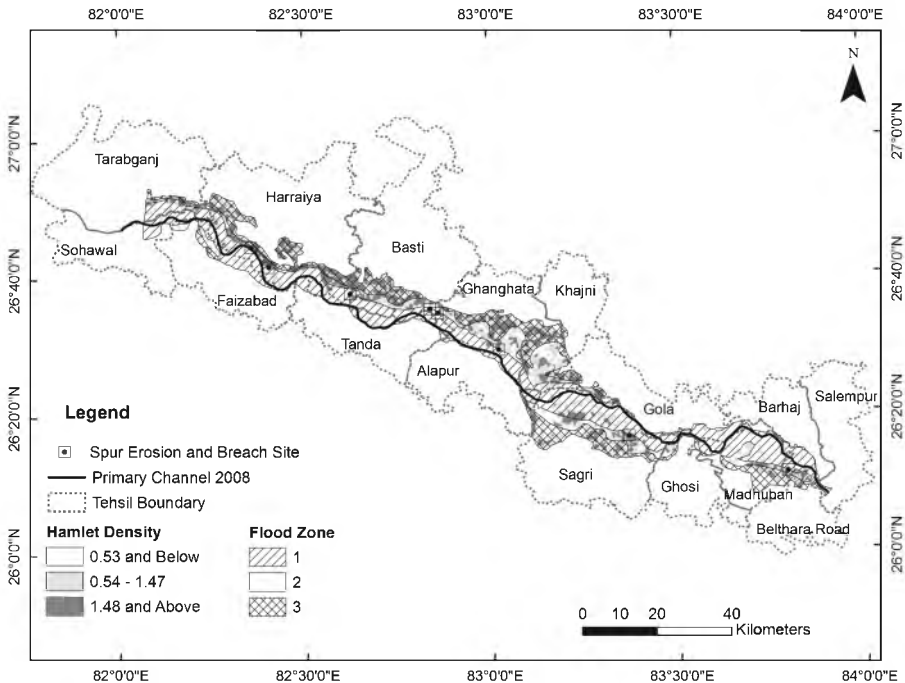 82°0'0"E 82°30'0"E 83°0'0"E 83°30'0"E 84°0'0"E
N
27°0'0"N
27°0'0"N
Tarabganj
Harraiya
Basti
Sohawal
Ghanghata
Khajni
26°40'0"N
26°40'0"N
Faizabad
Tanda
Alapur
Salempur
Barhaj
Gola
26°20'0"N
26°20'0"N
Legend
Spur Erosion and Breach Site
Primary Channel 2008
Tehsil Boundary
Sagri
Ghosi
Madhuban
Belthara Road
26°0'0"N
26°0'0"N
Hamlet Density Flood Zone
0.53 and Below 1
0.54 - 1.47 2
1.48 and Above 3
0 10 20 40
Kilometers
82°0'0"E 82°30'0"E 83°0'0"E 83°30'0"E 84°0'0"E